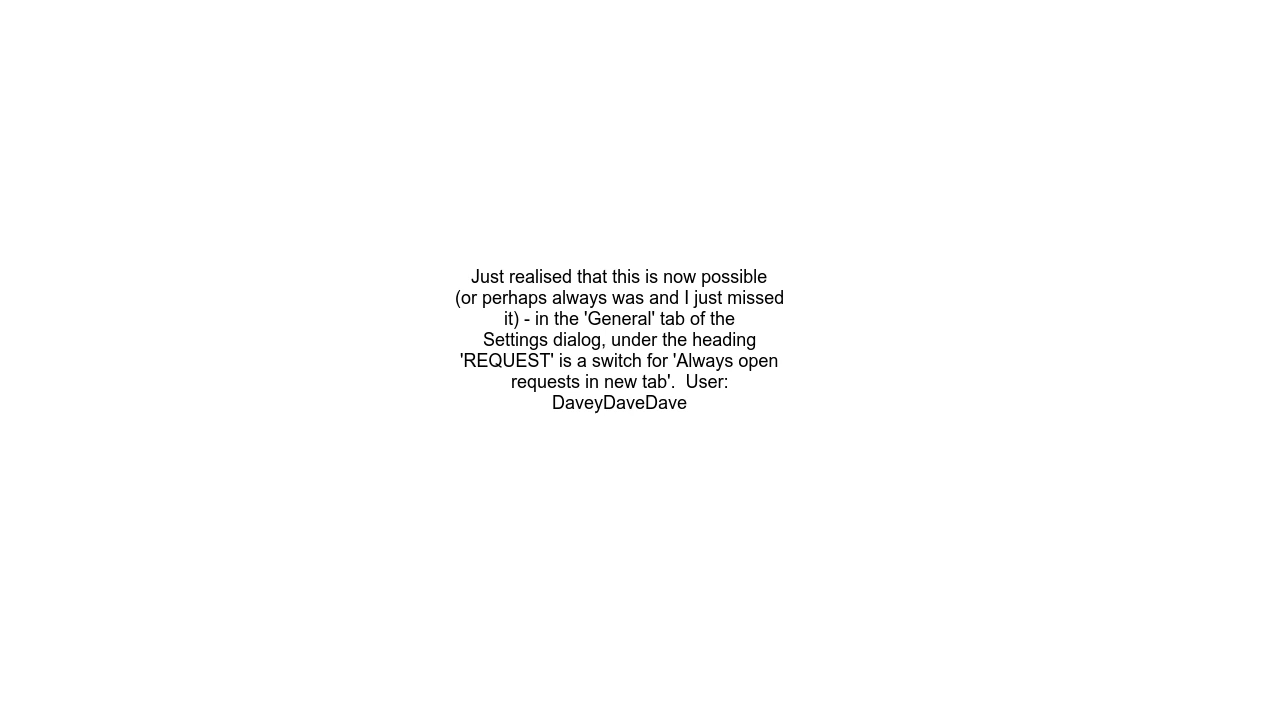 Just realised that this is now possible
(or perhaps always was and I just missed
it) - in the 'General' tab of the
Settings dialog, under the heading
'REQUEST' is a switch for 'Always open
requests in new tab'.  User:
DaveyDaveDave